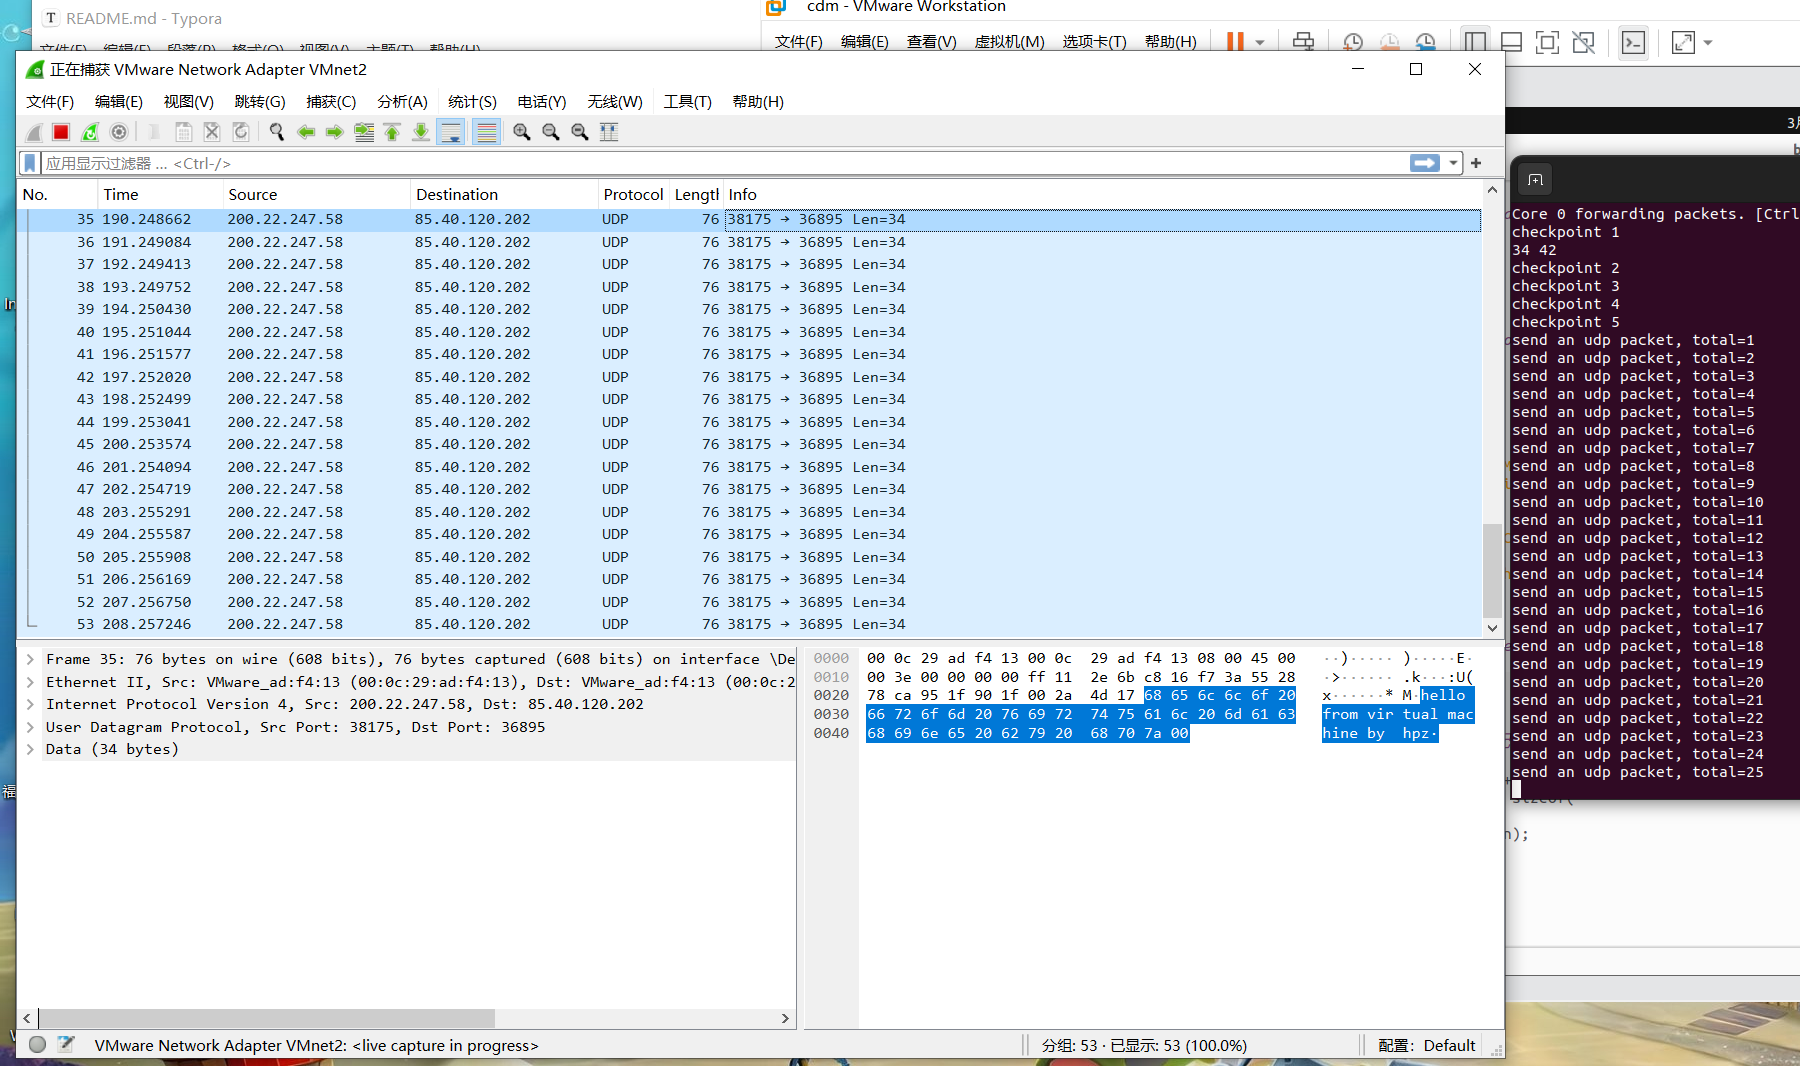 README.md - Typora
cdm - VMware Workstation
文件(F) 编辑(E) 段落(P) 格式(O) 视图(V) 主题(T) 帮助(H)
文件(F) 编辑(E) 查看(V) 虚拟机(M) 选项卡(T) 帮助(H)
正在捕获 VMware Network Adapter VMnet2
文件(F) 编辑(E) 视图(V) 跳转(G) 捕获(C) 分析(A) 统计(S) 电话(Y) 无线(W) 工具(T) 帮助(H)
应用显示过滤器 … <Ctrl-/>
No. Time Source Destination Protocol Length Info
35 190.248662 200.22.247.58 85.40.120.202 UDP 76 38175 → 36895 Len=34
36 191.249084 200.22.247.58 85.40.120.202 UDP 76 38175 → 36895 Len=34
37 192.249413 200.22.247.58 85.40.120.202 UDP 76 38175 → 36895 Len=34
38 193.249752 200.22.247.58 85.40.120.202 UDP 76 38175 → 36895 Len=34
39 194.250430 200.22.247.58 85.40.120.202 UDP 76 38175 → 36895 Len=34
40 195.251044 200.22.247.58 85.40.120.202 UDP 76 38175 → 36895 Len=34
41 196.251577 200.22.247.58 85.40.120.202 UDP 76 38175 → 36895 Len=34
42 197.252020 200.22.247.58 85.40.120.202 UDP 76 38175 → 36895 Len=34
43 198.252499 200.22.247.58 85.40.120.202 UDP 76 38175 → 36895 Len=34
44 199.253041 200.22.247.58 85.40.120.202 UDP 76 38175 → 36895 Len=34
45 200.253574 200.22.247.58 85.40.120.202 UDP 76 38175 → 36895 Len=34
46 201.254094 200.22.247.58 85.40.120.202 UDP 76 38175 → 36895 Len=34
47 202.254719 200.22.247.58 85.40.120.202 UDP 76 38175 → 36895 Len=34
48 203.255291 200.22.247.58 85.40.120.202 UDP 76 38175 → 36895 Len=34
49 204.255587 200.22.247.58 85.40.120.202 UDP 76 38175 → 36895 Len=34
50 205.255908 200.22.247.58 85.40.120.202 UDP 76 38175 → 36895 Len=34
51 206.256169 200.22.247.58 85.40.120.202 UDP 76 38175 → 36895 Len=34
52 207.256750 200.22.247.58 85.40.120.202 UDP 76 38175 → 36895 Len=34
53 208.257246 200.22.247.58 85.40.120.202 UDP 76 38175 → 36895 Len=34
Frame 35: 76 bytes on wire (608 bits), 76 bytes captured (608 bits) on interface \De
Ethernet II, Src: VMware_ad:f4:13 (00:0c:29:ad:f4:13), Dst: VMware_ad:f4:13 (00:0c:2
Internet Protocol Version 4, Src: 200.22.247.58, Dst: 85.40.120.202
User Datagram Protocol, Src Port: 38175, Dst Port: 36895
Data (34 bytes)
0000 00 0c 29 ad f4 13 00 0c 29 ad f4 13 08 00 45 00 ··)····· )·····E·
0010 00 3e 00 00 00 00 ff 11 2e 6b c8 16 f7 3a 55 28 ·>······ .k···:U(
0020 78 ca 95 1f 90 1f 00 2a 4d 17 68 65 6c 6c 6f 20 x······* M·hello
0030 66 72 6f 6d 20 76 69 72 74 75 61 6c 20 6d 61 63 from vir tual mac
0040 68 69 6e 65 20 62 79 20 68 70 7a 00 hine by hpz·
VMware Network Adapter VMnet2: <live capture in progress>
分组: 53 · 已显示: 53 (100.0%)
配置: Default
3月
Core 0 forwarding packets. [Ctrl
checkpoint 1
34 42
checkpoint 2
checkpoint 3
checkpoint 4
checkpoint 5
send an udp packet, total=1
send an udp packet, total=2
send an udp packet, total=3
send an udp packet, total=4
send an udp packet, total=5
send an udp packet, total=6
send an udp packet, total=7
send an udp packet, total=8
send an udp packet, total=9
send an udp packet, total=10
send an udp packet, total=11
send an udp packet, total=12
send an udp packet, total=13
send an udp packet, total=14
send an udp packet, total=15
send an udp packet, total=16
send an udp packet, total=17
send an udp packet, total=18
send an udp packet, total=19
send an udp packet, total=20
send an udp packet, total=21
send an udp packet, total=22
send an udp packet, total=23
send an udp packet, total=24
send an udp packet, total=25
sizeof(
n);